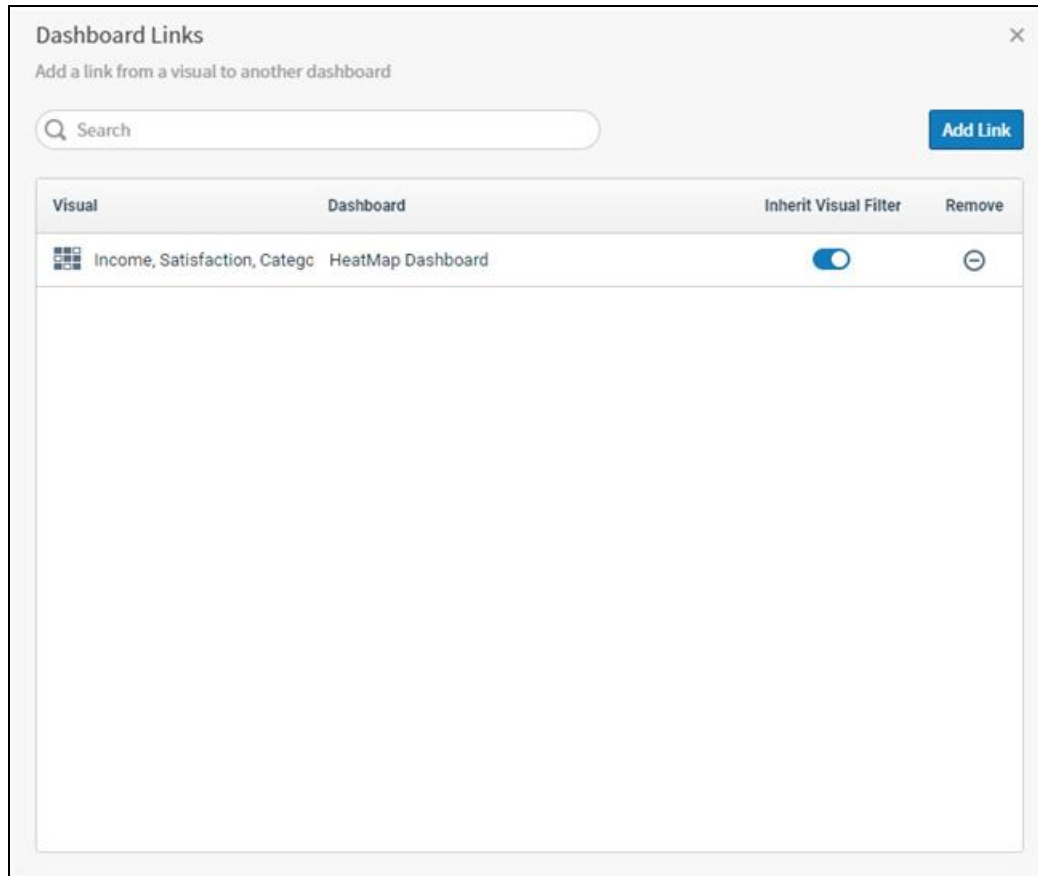 Dashboard Links
Add a link from a visual to another dashboard
Search
Add Link
Visual Dashboard Inherit Visual Filter Remove
Income, Satisfaction, Catego HeatMap Dashboard